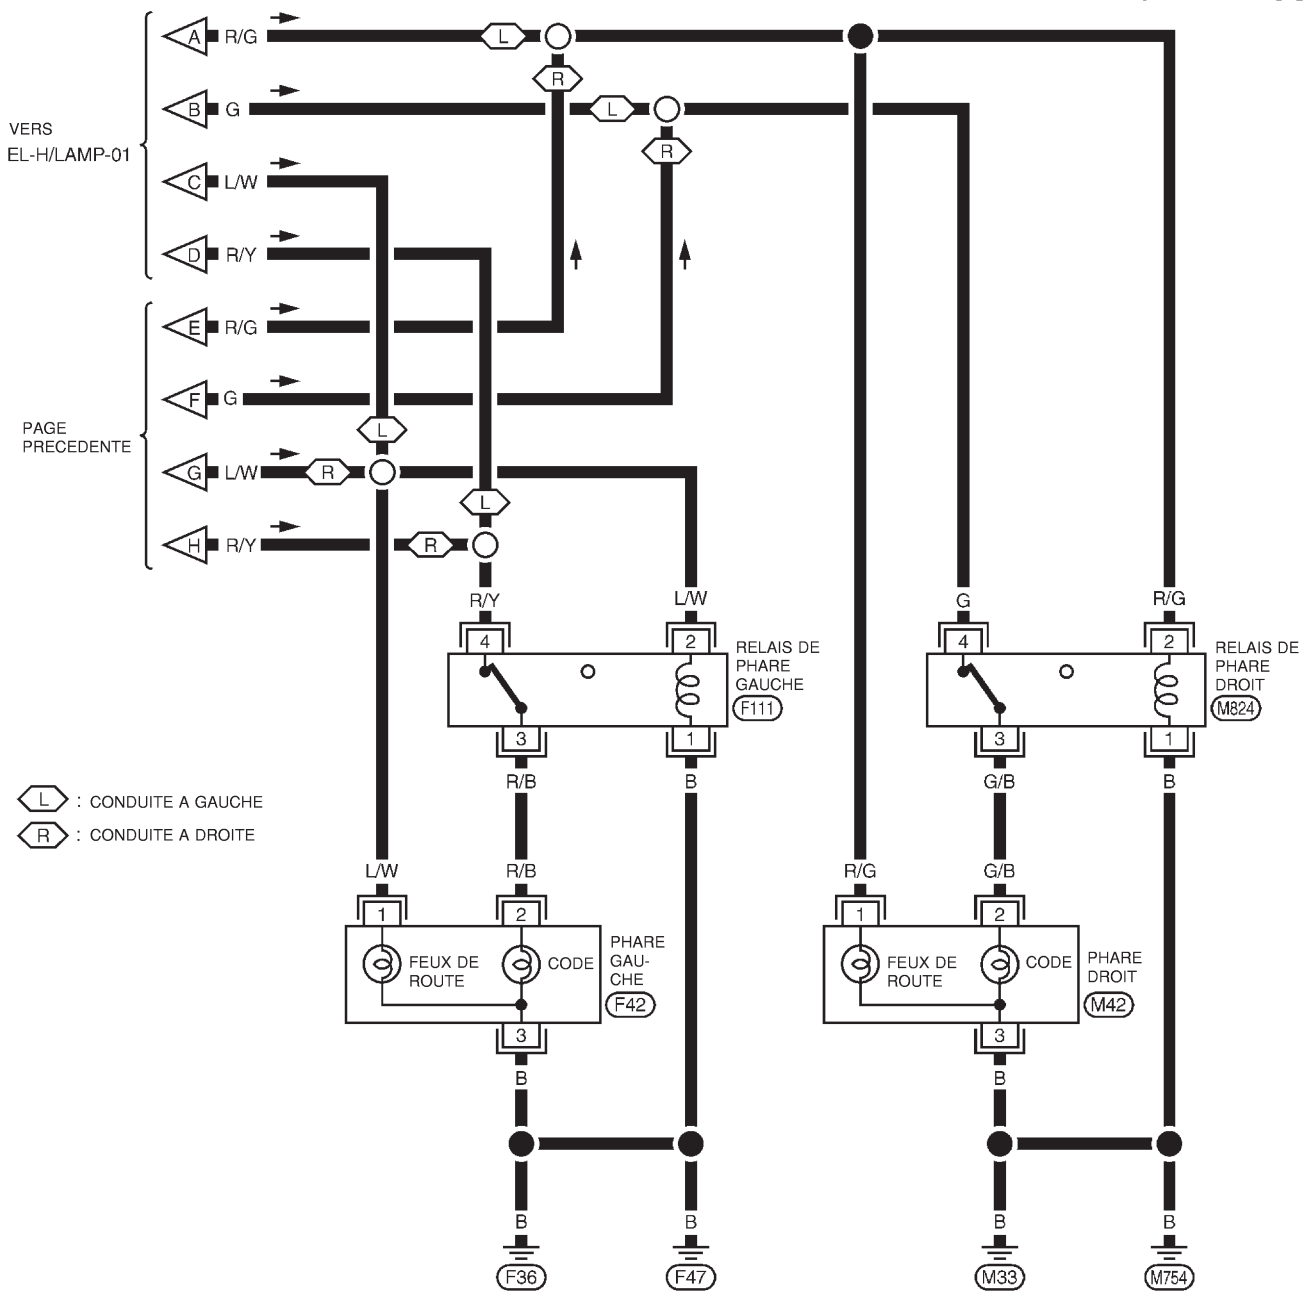 A R/G L
R
B G L
VERS
EL-H/LAMP-01
R
C L/W
D R/Y
E R/G
F G
PAGE
PRECEDENTE
L
G L/W R
L
H R/Y R
R/Y L/W G R/G
4 2 4 2
RELAIS DE
PHARE
GAUCHE
F111
RELAIS DE
PHARE
DROIT
M824
3 1 3 1
R/B B G/B B
L : CONDUITE A GAUCHE
R : CONDUITE A DROITE
L/W R/B R/G G/B
1 2 1 2
FEUX DE
ROUTE
CODE
PHARE
GAU-
CHE
F42
FEUX DE
ROUTE
CODE
PHARE
DROIT
M42
3 3
B B
B B B B
F36 F47 M33 M754